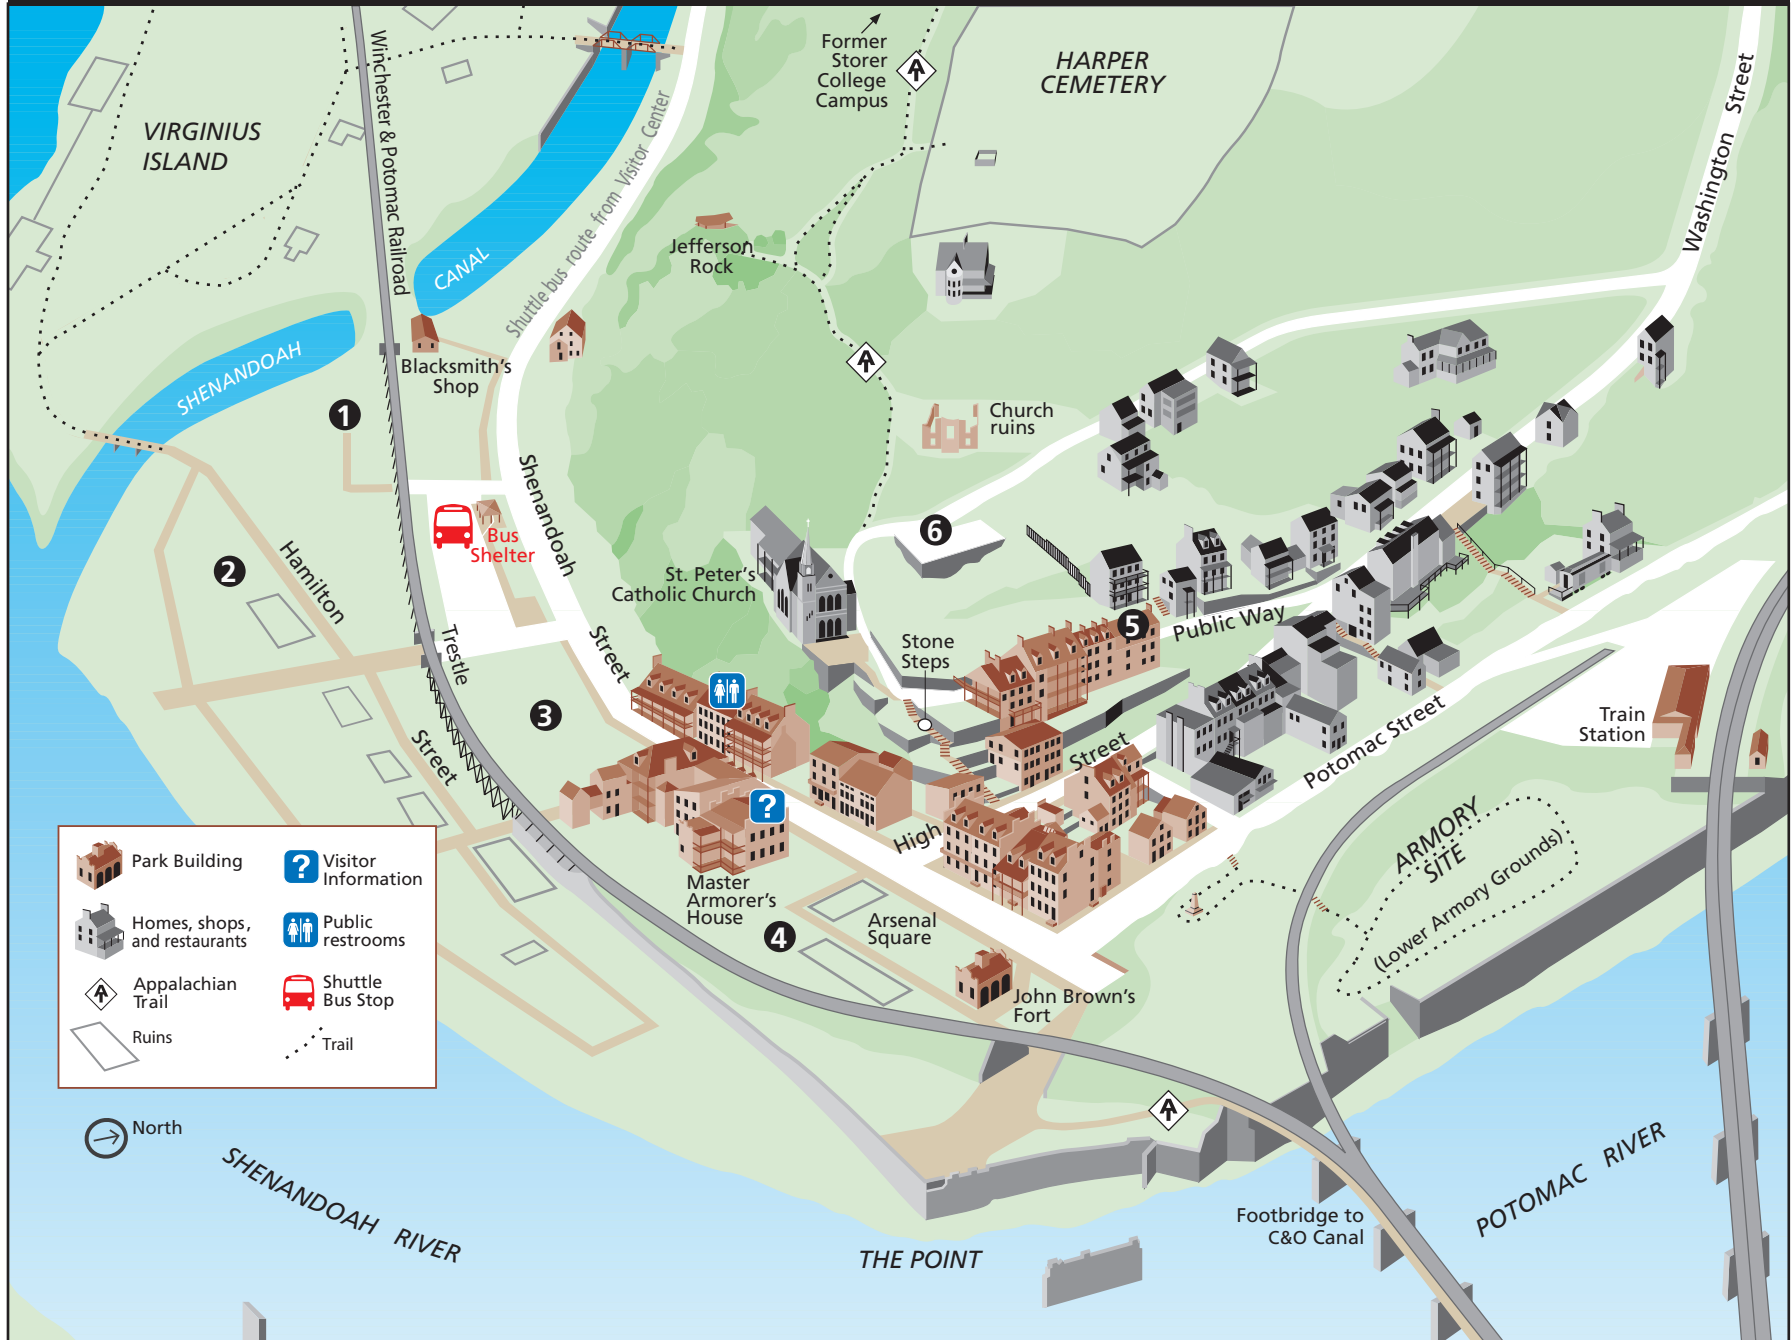 Former
Storer
College
Campus
HARPER
CEMETERY
Washington Street
VIRGINIUS
ISLAND
Winchester & Potomac Railroad
Shuttle bus route from Visitor Center
CANAL
Jefferson
Rock
SHENANDOAH
Blacksmith's
Shop
1
Church
ruins
Shenandoah
Street
Bus
Shelter
6
2
Hamilton
Street
St. Peter's
Catholic Church
Trestle
Stone
Steps
5
Public Way
3
Train
Station
High
Street
Potomac Street
?
ARMORY
SITE
(Lower Armory Grounds)
Master
Armorer's
House
4
Arsenal
Square
John Brown's
Fort
Park Building
?
Visitor
Information
Homes, shops,
and restaurants
Public
restrooms
Appalachian
Trail
Shuttle
Bus Stop
Ruins
Trail
North
SHENANDOAH RIVER
THE POINT
Footbridge to
C&O Canal
POTOMAC RIVER